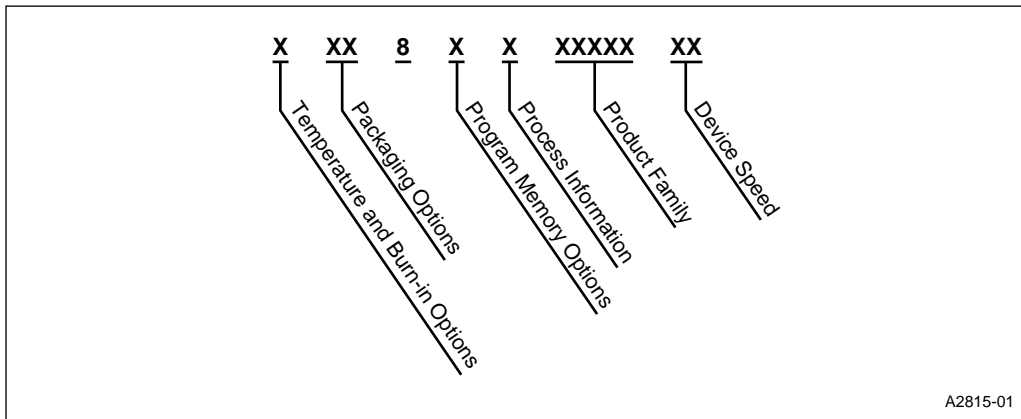 X XX 8 X X XXXXX XX
Temperature and Burn-in Options
Packaging Options
Program Memory Options
Process Information
Product Family
Device Speed
A2815-01